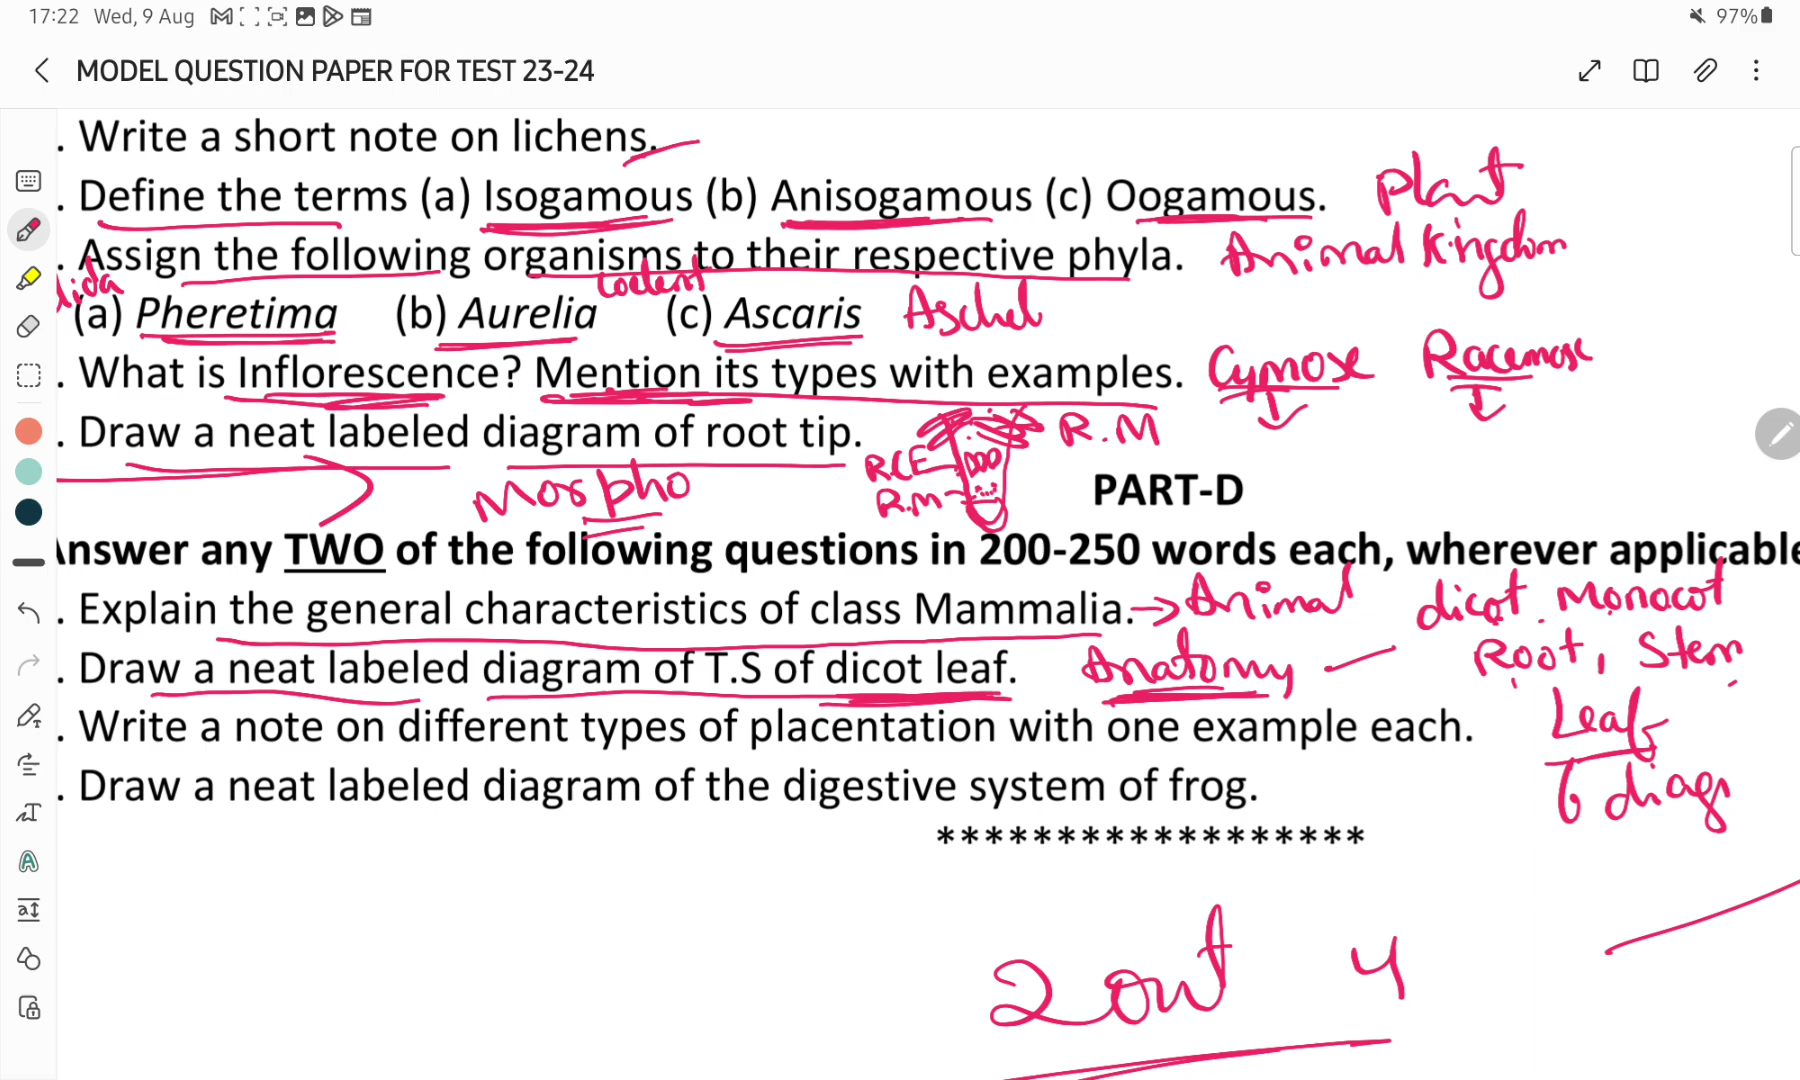 17:22 Wed, 9 Aug 97%
MODEL QUESTION PAPER FOR TEST 23-24
. Write a short note on lichens.
. Define the terms (a) Isogamous (b) Anisogamous (c) Oogamous. Plant
. Assign the following organisms to their respective phyla. Animal Kingdom
lida coelent
(a) Pheretima (b) Aurelia (c) Ascaris Aschel
. What is Inflorescence? Mention its types with examples. Cymose Racemose
. Draw a neat labeled diagram of root tip. R.M
RCE
Morpho R.M
PART-D
Answer any TWO of the following questions in 200-250 words each, wherever applicable
. Explain the general characteristics of class Mammalia. → Animal dicot. Monocot
. Draw a neat labeled diagram of T.S of dicot leaf. Anatomy Root, Stem
. Write a note on different types of placentation with one example each. Leaf
. Draw a neat labeled diagram of the digestive system of frog. 6 diags
******************
2 out 4